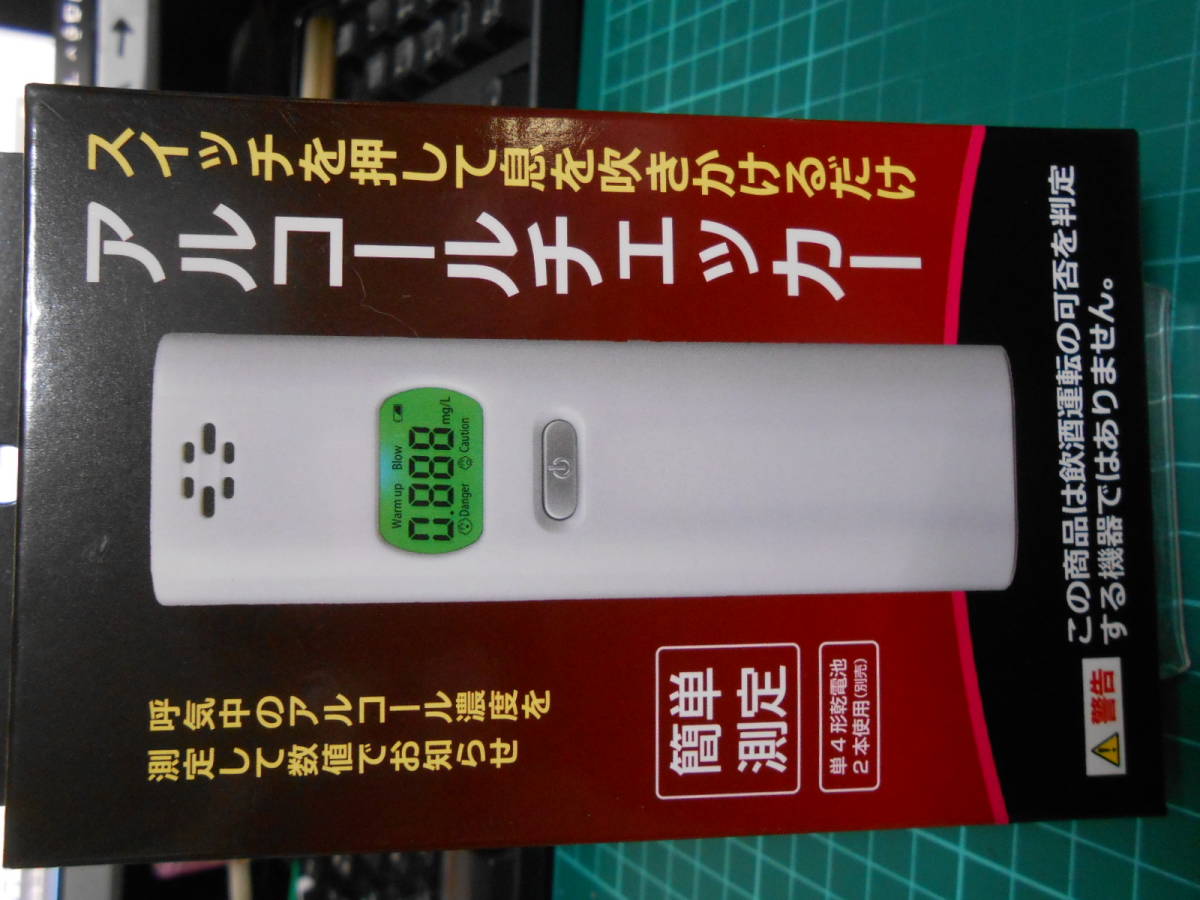 スイッチを押して息を吹きかけるだけ
アルコールチェッカー
Warm up Blow
0.888 mg/L
Danger Caution
呼気中のアルコール濃度を
測定して数値でお知らせ
簡単
測定
単4形乾電池
2本使用(別売)
警告
この商品は飲酒運転の可否を判定
する機器ではありません。